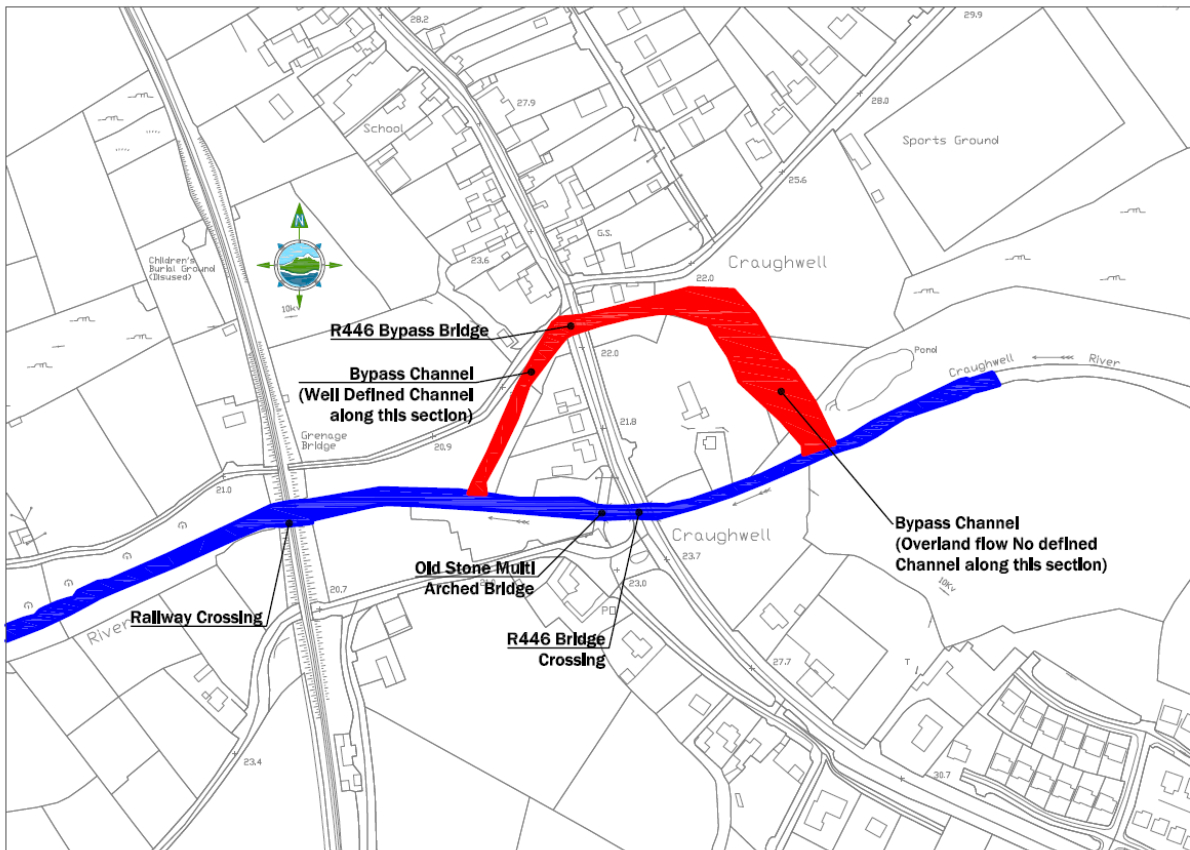 28.2
29.9
27.9
28.0
School
Sports Ground
25.6
N
G.S.
Children's
Burial Ground
(Disused)
23.6
Craughwell
22.0
10kv
R446 Bypass Bridge
22.0
Pond
Craughwell
River
Bypass Channel
(Well Defined Channel
along this section)
21.8
Grenage
Bridge
20.9
21.0
Bypass Channel
(Overland flow No defined
Channel along this section)
Craughwell
23.7
Old Stone Multi
Arched Bridge
23.0
10Kv
20.7
PO
Railway Crossing
River
R446 Bridge
Crossing
27.7
T
23.4
30.7